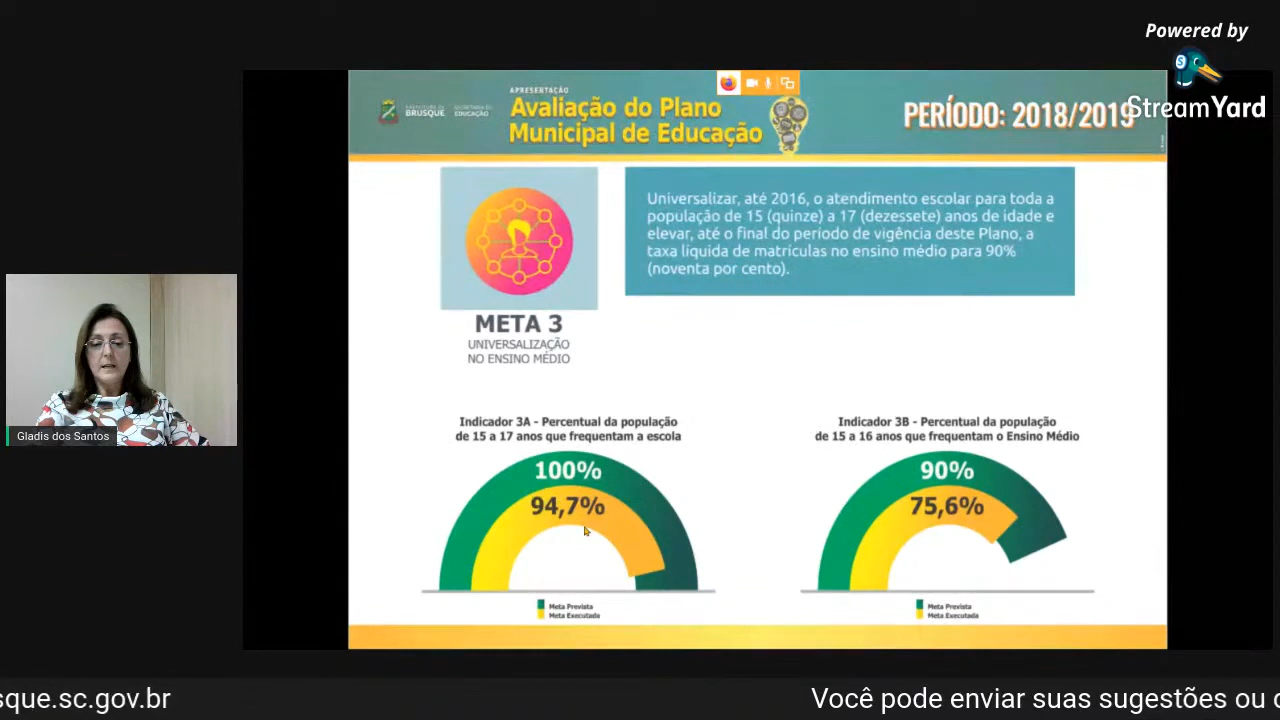 Powered by
StreamYard
PREFEITURA DE
BRUSQUE
SECRETARIA DE
EDUCAÇÃO
APRESENTAÇÃO
Avaliação do Plano
Municipal de Educação
PERÍODO: 2018/2019
Universalizar, até 2016, o atendimento escolar para toda a
população de 15 (quinze) a 17 (dezessete) anos de idade e
elevar, até o final do período de vigência deste Plano, a
taxa líquida de matrículas no ensino médio para 90%
(noventa por cento).
META 3
UNIVERSALIZAÇÃO
NO ENSINO MÉDIO
Gladis dos Santos
Indicador 3A - Percentual da população
de 15 a 17 anos que frequentam a escola
100%
94,7%
Meta Prevista
Meta Executada
Indicador 3B - Percentual da população
de 15 a 16 anos que frequentam o Ensino Médio
90%
75,6%
Meta Prevista
Meta Executada
sque.sc.gov.br
Você pode enviar suas sugestões ou